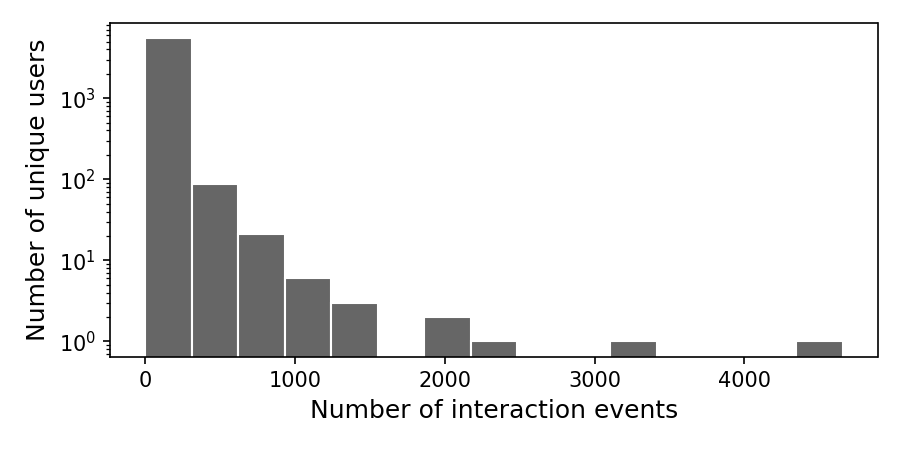 Number of unique users
10³
10²
10¹
10⁰
0 1000 2000 3000 4000
Number of interaction events